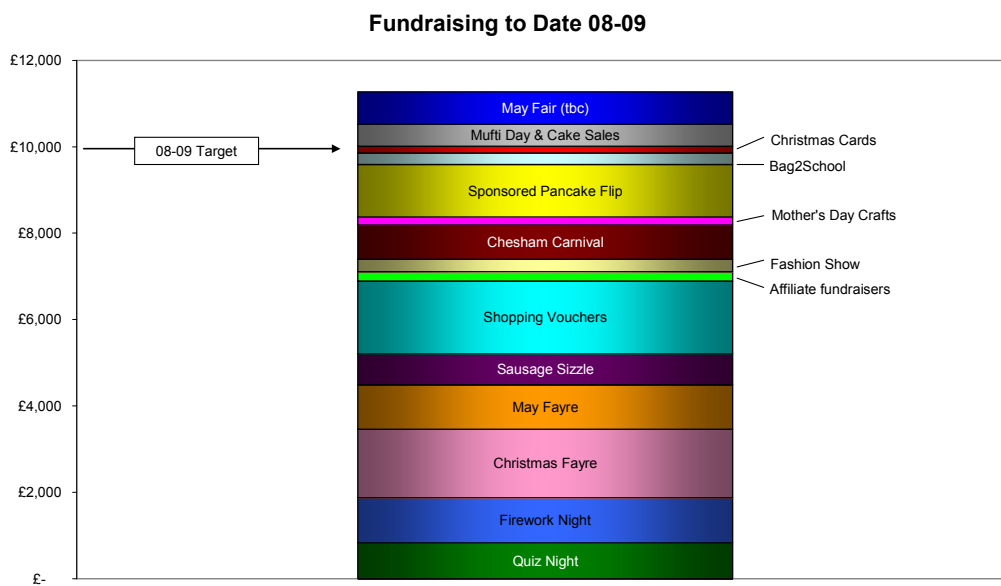 Fundraising to Date 08-09
£12,000
May Fair (tbc)
Mufti Day & Cake Sales
Christmas Cards
£10,000
08-09 Target
Bag2School
Sponsored Pancake Flip
Mother's Day Crafts
£8,000
Chesham Carnival
Fashion Show
Affiliate fundraisers
£6,000
Shopping Vouchers
Sausage Sizzle
£4,000
May Fayre
Christmas Fayre
£2,000
Firework Night
Quiz Night
£-